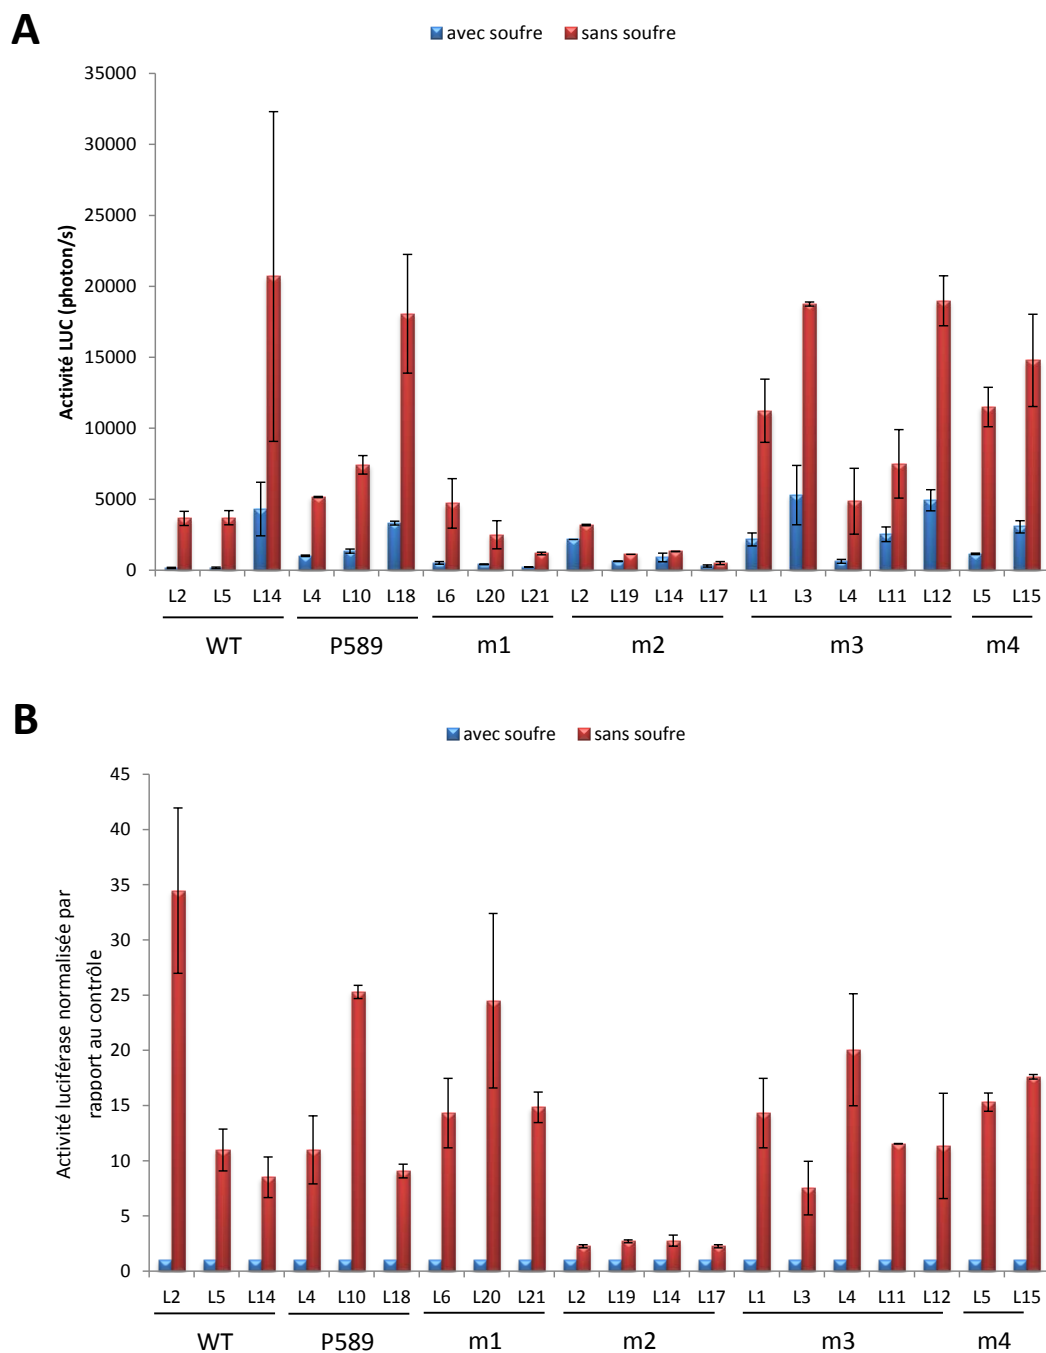 A
avec soufre sans soufre
Activité LUC (photon/s)
35000
30000
25000
20000
15000
10000
5000
0
L2 L5 L14 L4 L10 L18 L6 L20 L21 L2 L19 L14 L17 L1 L3 L4 L11 L12 L5 L15
WT P589 m1 m2 m3 m4
B
avec soufre sans soufre
Activité luciférase normalisée par
rapport au contrôle
45
40
35
30
25
20
15
10
5
0
L2 L5 L14 L4 L10 L18 L6 L20 L21 L2 L19 L14 L17 L1 L3 L4 L11 L12 L5 L15
WT P589 m1 m2 m3 m4